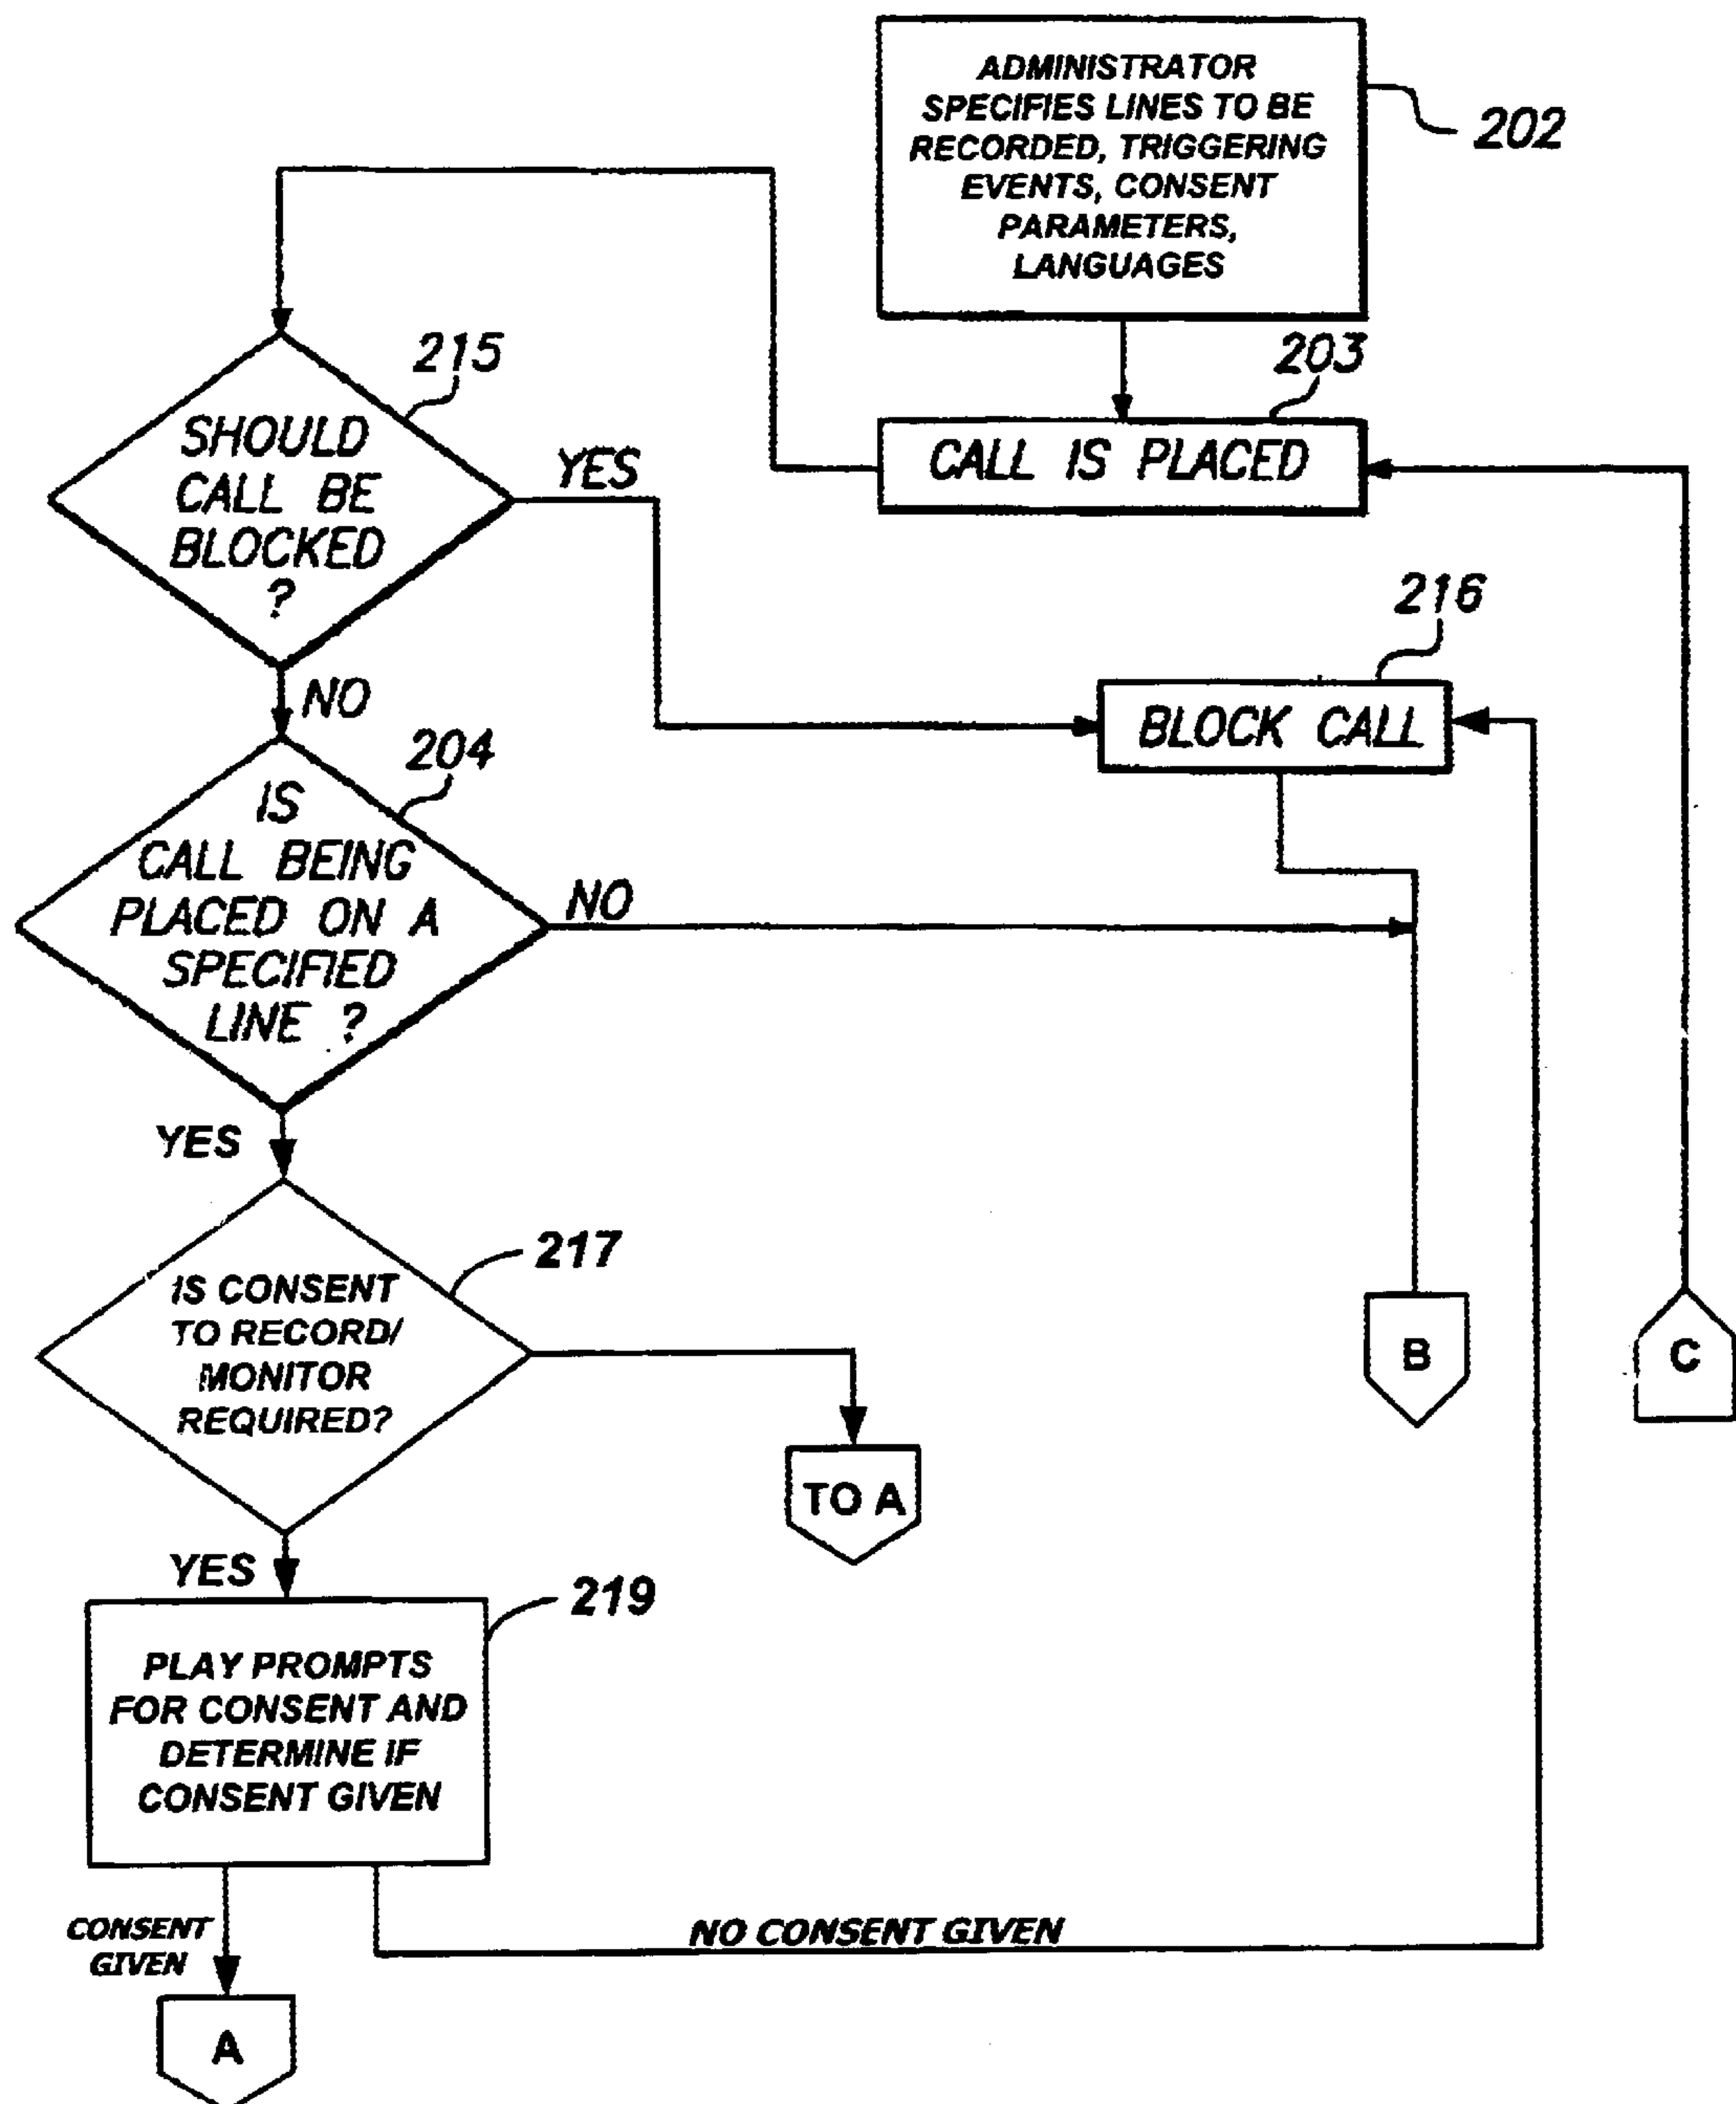 ADMINISTRATOR
SPECIFIES LINES TO BE
RECORDED, TRIGGERING
EVENTS, CONSENT
PARAMETERS,
LANGUAGES
202
203
CALL IS PLACED
215
SHOULD
CALL BE
BLOCKED
?
YES
NO
216
BLOCK CALL
204
IS
CALL BEING
PLACED ON A
SPECIFIED
LINE ?
NO
YES
217
IS CONSENT
TO RECORD/
MONITOR
REQUIRED?
TO A
B
C
YES
219
PLAY PROMPTS
FOR CONSENT AND
DETERMINE IF
CONSENT GIVEN
CONSENT
GIVEN
NO CONSENT GIVEN
A